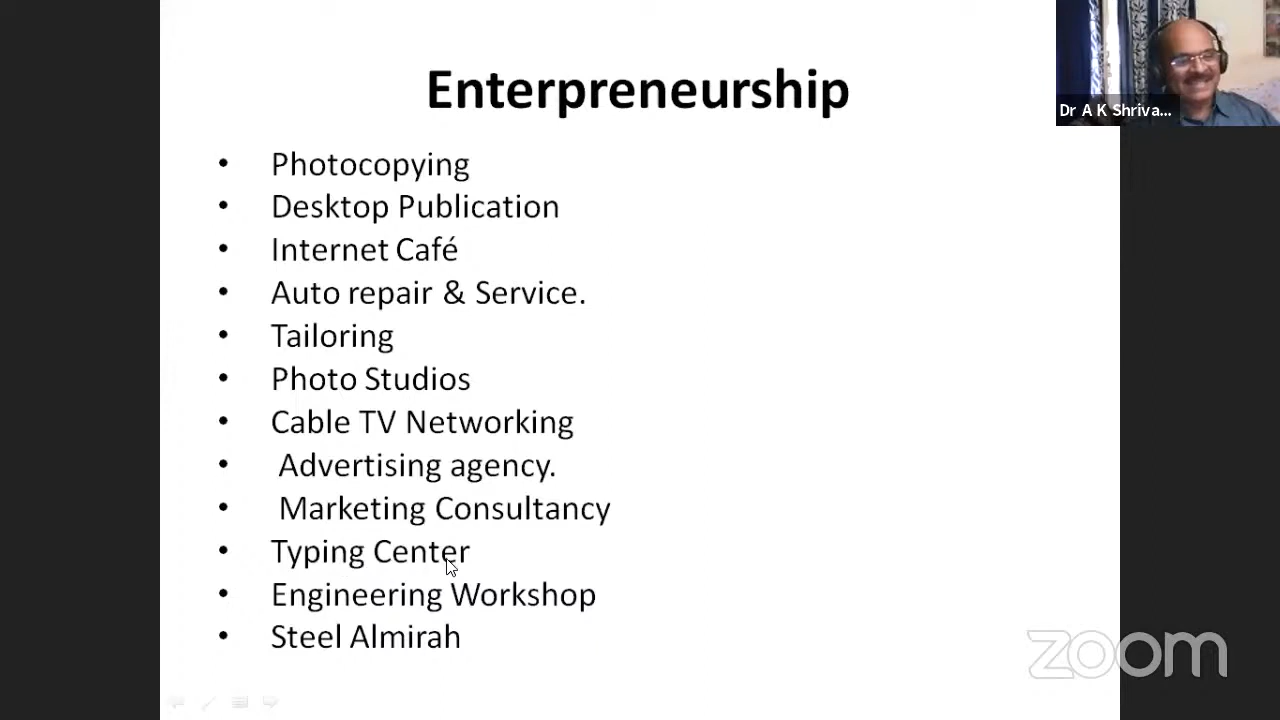 Enterpreneurship
Dr A K Shriva...
• Photocopying
• Desktop Publication
• Internet Café
• Auto repair & Service.
• Tailoring
• Photo Studios
• Cable TV Networking
• Advertising agency.
• Marketing Consultancy
• Typing Center
• Engineering Workshop
• Steel Almirah
zoom